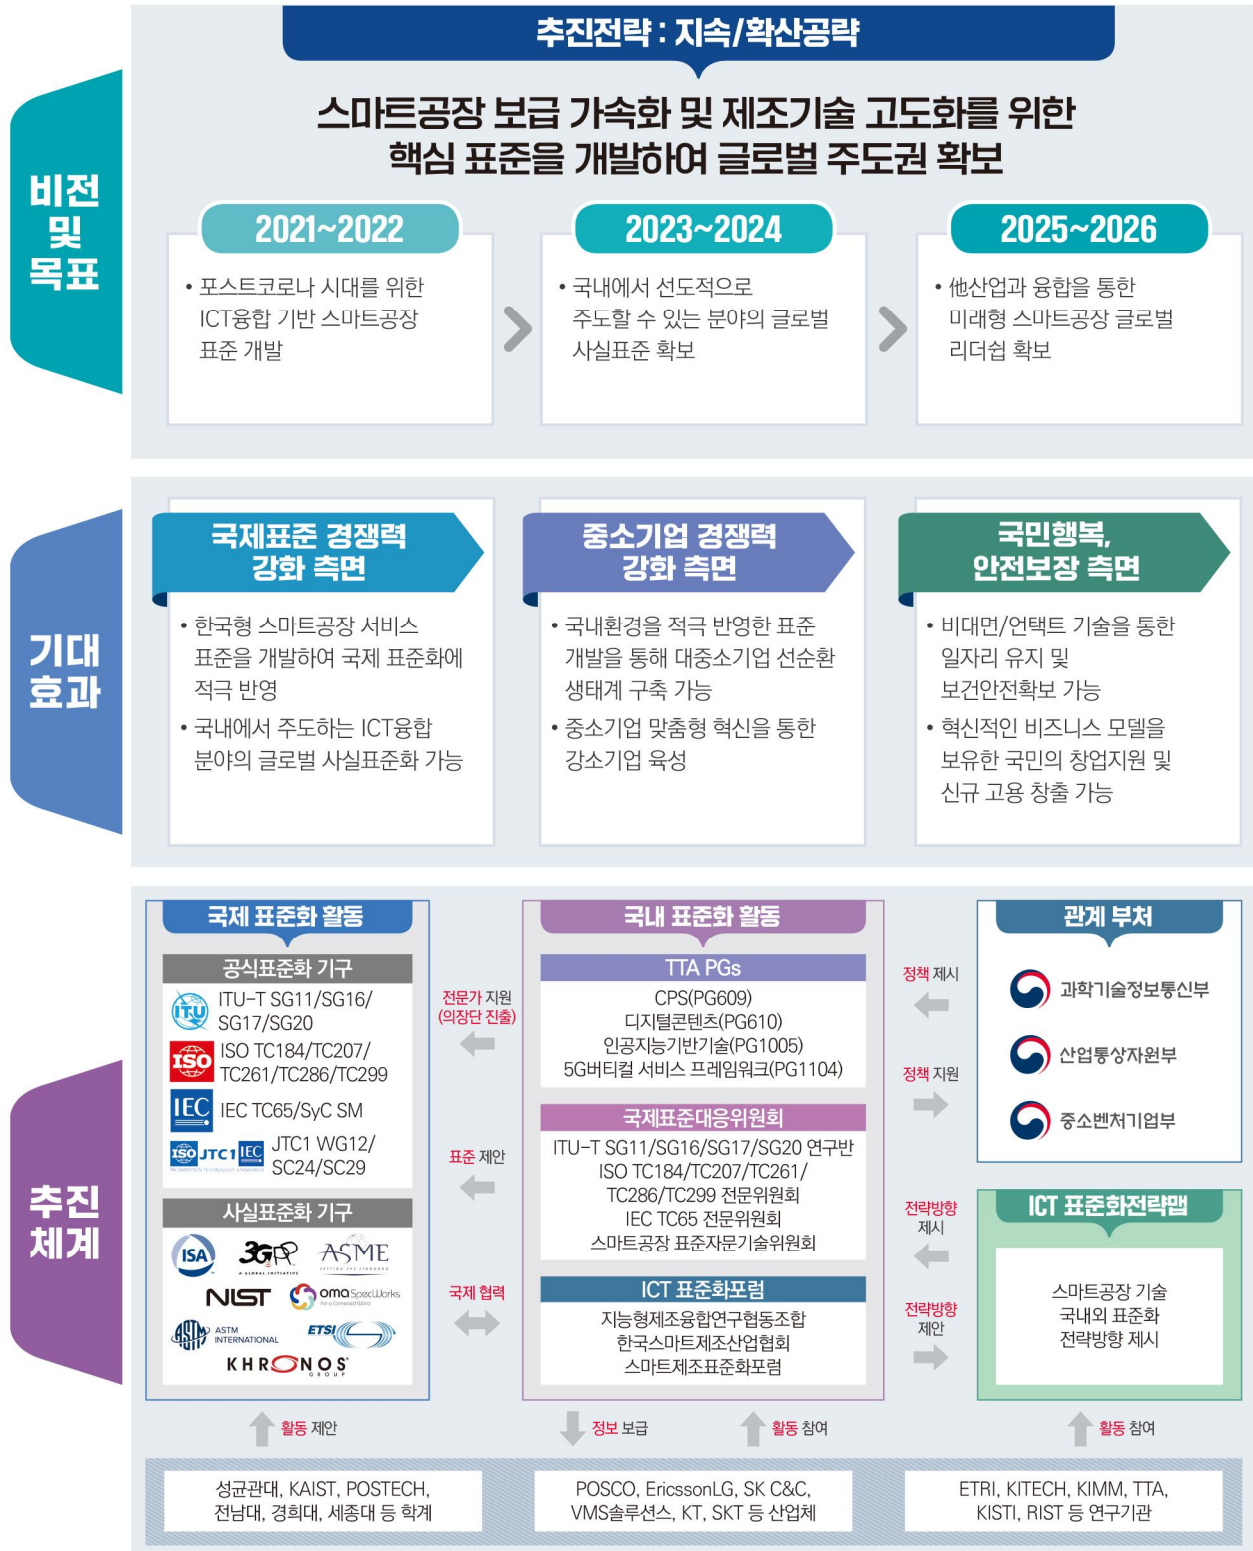 추진전략 : 지속/확산공략
스마트공장 보급 가속화 및 제조기술 고도화를 위한
핵심 표준을 개발하여 글로벌 주도권 확보
비전
및
목표
2021~2022
• 포스트코로나 시대를 위한
ICT융합 기반 스마트공장
표준 개발
2023~2024
• 국내에서 선도적으로
주도할 수 있는 분야의 글로벌
사실표준 확보
2025~2026
• 他산업과 융합을 통한
미래형 스마트공장 글로벌
리더쉽 확보
기대
효과
국제표준 경쟁력
강화 측면
• 한국형 스마트공장 서비스
표준을 개발하여 국제 표준화에
적극 반영
• 국내에서 주도하는 ICT융합
분야의 글로벌 사실표준화 가능
중소기업 경쟁력
강화 측면
• 국내환경을 적극 반영한 표준
개발을 통해 대중소기업 선순환
생태계 구축 가능
• 중소기업 맞춤형 혁신을 통한
강소기업 육성
국민행복,
안전보장 측면
• 비대면/언택트 기술을 통한
일자리 유지 및
보건안전확보 가능
• 혁신적인 비즈니스 모델을
보유한 국민의 창업지원 및
신규 고용 창출 가능
추진
체계
국제 표준화 활동
공식표준화 기구
ITU
ITU-T SG11/SG16/
SG17/SG20
ISO
ISO TC184/TC207/
TC261/TC286/TC299
IEC
IEC TC65/SyC SM
ISO JTC1 IEC
INFORMATION TECHNOLOGY STANDARDS
JTC1 WG12/
SC24/SC29
사실표준화 기구
ISA
3GPP
A GLOBAL INITIATIVE
ASME
SETTING THE STANDARD
NIST
oma SpecWorks
For a Connected World
ASTM
ASTM
INTERNATIONAL
ETSI
KHRONOS
GROUP
전문가 지원
(의장단 진출)
표준 제안
국제 협력
국내 표준화 활동
TTA PGs
CPS(PG609)
디지털콘텐츠(PG610)
인공지능기반기술(PG1005)
5G버티컬 서비스 프레임워크(PG1104)
국제표준대응위원회
ITU-T SG11/SG16/SG17/SG20 연구반
ISO TC184/TC207/TC261/
TC286/TC299 전문위원회
IEC TC65 전문위원회
스마트공장 표준자문기술위원회
ICT 표준화포럼
지능형제조융합연구협동조합
한국스마트제조산업협회
스마트제조표준화포럼
정책 제시
정책 지원
전략방향
제시
전략방향
제안
관계 부처
과학기술정보통신부
산업통상자원부
중소벤처기업부
ICT 표준화전략맵
스마트공장 기술
국내외 표준화
전략방향 제시
활동 제안
정보 보급
활동 참여
활동 참여
성균관대, KAIST, POSTECH,
전남대, 경희대, 세종대 등 학계
POSCO, EricssonLG, SK C&C,
VMS솔루션스, KT, SKT 등 산업체
ETRI, KITECH, KIMM, TTA,
KISTI, RIST 등 연구기관